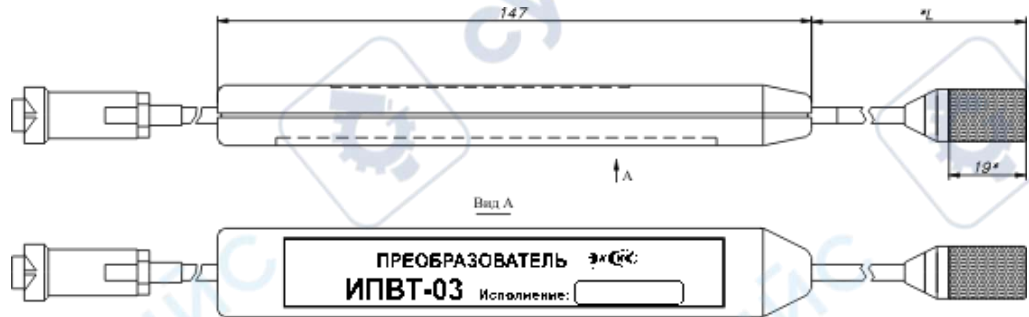 147
*L
19*
А
Вид А
ПРЕОБРАЗОВАТЕЛЬ
ИПВТ-03 Исполнение: